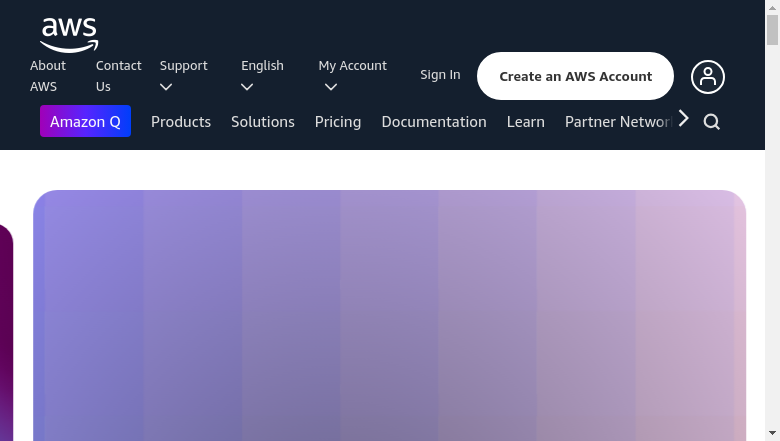 aws
About AWS
Contact Us
Support
English
My Account
Sign In
Create an AWS Account
Amazon Q
Products
Solutions
Pricing
Documentation
Learn
Partner Networ